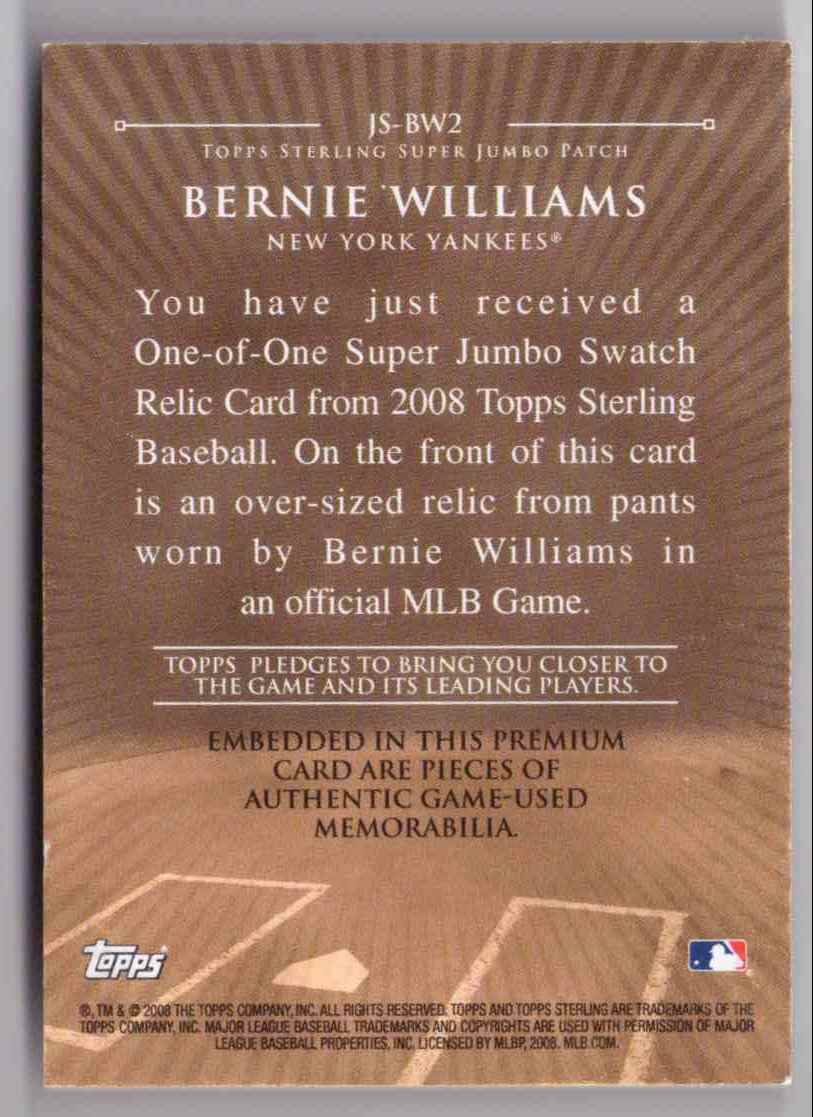 JS-BW2
TOPPS STERLING SUPER JUMBO PATCH
BERNIE WILLIAMS
NEW YORK YANKEES®
You have just received a
One-of-One Super Jumbo Swatch
Relic Card from 2008 Topps Sterling
Baseball. On the front of this card
is an over-sized relic from pants
worn by Bernie Williams in
an official MLB Game.
TOPPS PLEDGES TO BRING YOU CLOSER TO
THE GAME AND ITS LEADING PLAYERS.
EMBEDDED IN THIS PREMIUM
CARD ARE PIECES OF
AUTHENTIC GAME-USED
MEMORABILIA.
topps
®, TM & © 2008 THE TOPPS COMPANY, INC. ALL RIGHTS RESERVED. TOPPS AND TOPPS STERLING ARE TRADEMARKS OF THE
TOPPS COMPANY, INC. MAJOR LEAGUE BASEBALL TRADEMARKS AND COPYRIGHTS ARE USED WITH PERMISSION OF MAJOR
LEAGUE BASEBALL PROPERTIES, INC. LICENSED BY MLBP, 2008. MLB.COM.